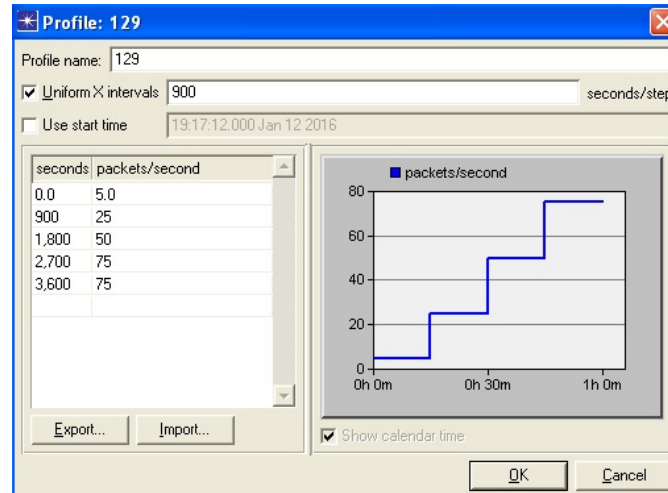 Profile: 129
Profile name: 129
Uniform X intervals 900 seconds/step
Use start time 19:17:12.000 Jan 12 2016
seconds packets/second
0.0 5.0
900 25
1,800 50
2,700 75
3,600 75
Export... Import...
packets/second
80
60
40
20
0
0h 0m 0h 30m 1h 0m
Show calendar time
OK Cancel